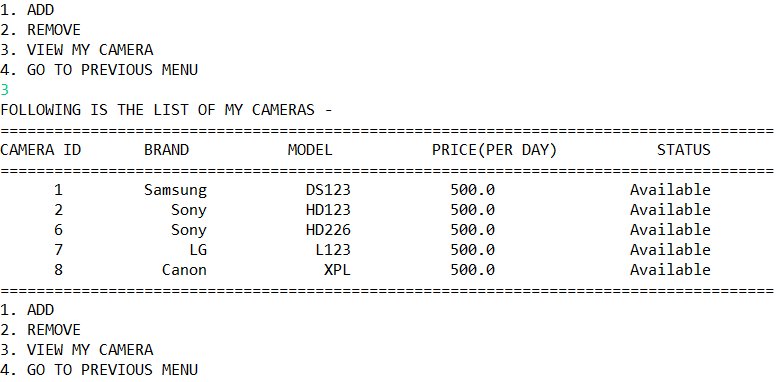 1. ADD
2. REMOVE
3. VIEW MY CAMERA
4. GO TO PREVIOUS MENU
3
FOLLOWING IS THE LIST OF MY CAMERAS -
======================================================================================
CAMERA ID       BRAND           MODEL           PRICE(PER DAY)           STATUS
======================================================================================
      1         Samsung           DS123           500.0               Available
      2            Sony           HD123           500.0               Available
      6            Sony           HD226           500.0               Available
      7              LG            L123           500.0               Available
      8           Canon             XPL           500.0               Available
======================================================================================
1. ADD
2. REMOVE
3. VIEW MY CAMERA
4. GO TO PREVIOUS MENU